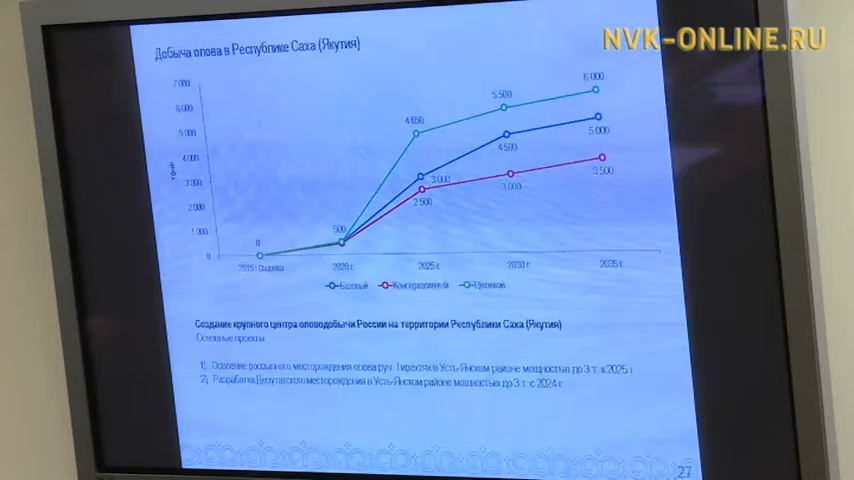 NVK-ONLINE.RU
Добыча олова в Республике Саха (Якутия)
7 000
6 000
5 000
4 000
3 000
2 000
1 000
0
тонн
0
500
4 650
5 500
6 000
3 000
4 500
5 000
2 500
3 000
3 500
2020 г.
2025 г.
2030 г.
2035 г.
Базовый
Консервативный
Целевой
Создание крупного центра оловодобычи России на территории Республики Саха (Якутия)
Основные проекты
1) Освоение россыпного месторождения олова руч. Тирехтях в Усть-Янском районе мощностью до 3 т. к 2025 г
2) Разработка Депутатского месторождения в Усть-Янском районе мощностью до 3 т. с 2024 г.
27